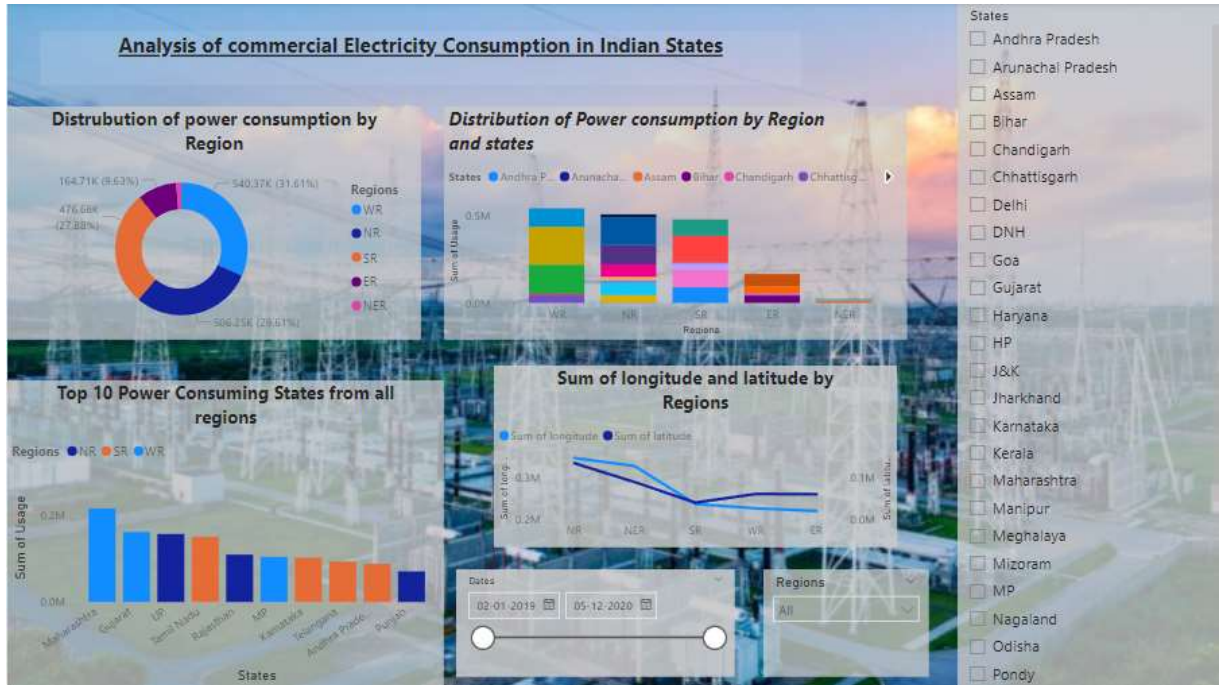 Analysis of commercial Electricity Consumption in Indian States
Distrubution of power consumption by
Region
164.71K (9.63%)
540.37K (31.61%)
476.68K
(27.88%)
506.25K (29.61%)
Regions
WR
NR
SR
ER
NER
Distribution of Power consumption by Region
and states
States Andhra P... Arunacha... Assam Bihar Chandigarh Chhattisg...
Sum of Usage
0.5M
0.0M
WR NR SR ER NER
Regions
Top 10 Power Consuming States from all
regions
Regions NR SR WR
Sum of Usage
0.2M
0.0M
Maharashtra Gujarat UP Tamil Nadu Rajasthan MP Karnataka Telangana Andhra Prade... Punjab
States
Sum of longitude and latitude by
Regions
Sum of longitude Sum of latitude
Sum of long...
0.3M
0.2M
0.1M
0.0M
Sum of latitu...
NR NER SR WR ER
Dates
02-01-2019 05-12-2020
Regions
All
States
Andhra Pradesh
Arunachal Pradesh
Assam
Bihar
Chandigarh
Chhattisgarh
Delhi
DNH
Goa
Gujarat
Haryana
HP
J&K
Jharkhand
Karnataka
Kerala
Maharashtra
Manipur
Meghalaya
Mizoram
MP
Nagaland
Odisha
Pondy